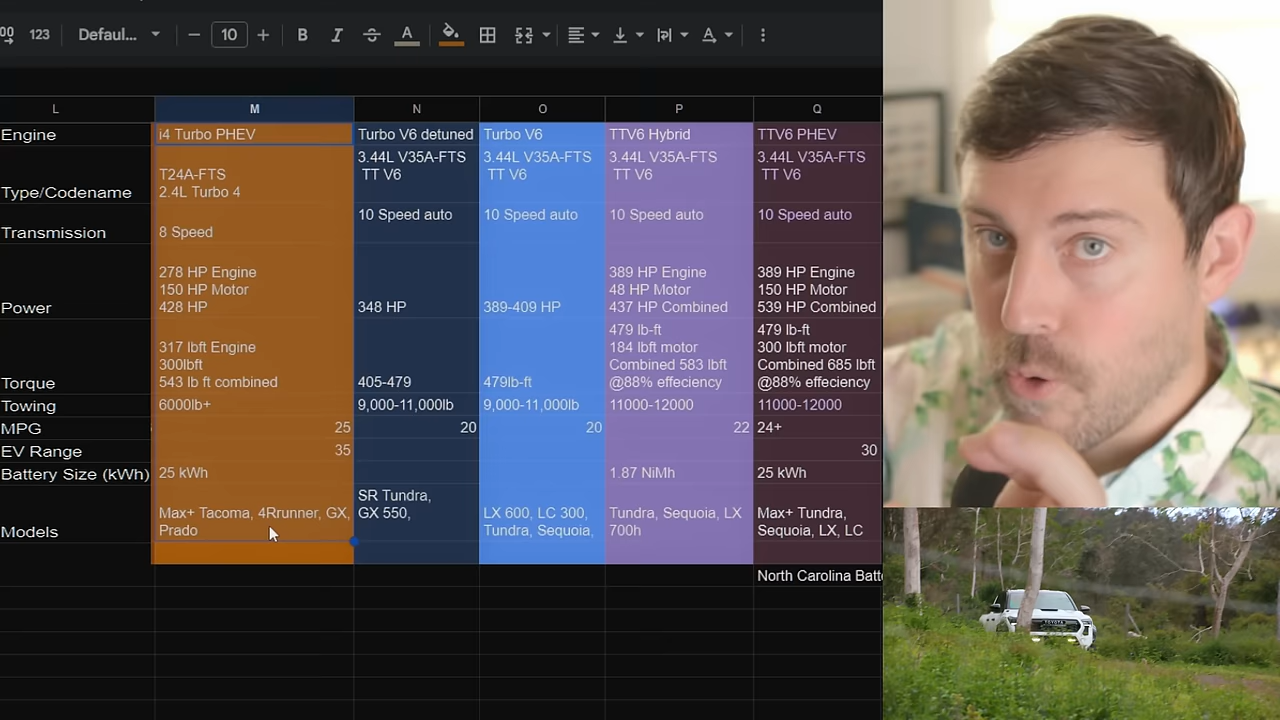 00 123 Defaul... − 10 + B I A
L M N O P Q
Engine i4 Turbo PHEV Turbo V6 detuned Turbo V6 TTV6 Hybrid TTV6 PHEV
3.44L V35A-FTS 3.44L V35A-FTS 3.44L V35A-FTS 3.44L V35A-FTS
T24A-FTS TT V6 TT V6 TT V6 TT V6
Type/Codename 2.4L Turbo 4
10 Speed auto 10 Speed auto 10 Speed auto 10 Speed auto
Transmission 8 Speed
278 HP Engine 389 HP Engine 389 HP Engine
150 HP Motor 48 HP Motor 150 HP Motor
Power 428 HP 348 HP 389-409 HP 437 HP Combined 539 HP Combined
479 lb-ft 479 lb-ft
317 lbft Engine 184 lbft motor 300 lbft motor
300lbft Combined 583 lbft Combined 685 lbft
Torque 543 lb ft combined 405-479 479lb-ft @88% effeciency @88% effeciency
Towing 6000lb+ 9,000-11,000lb 9,000-11,000lb 11000-12000 11000-12000
MPG 25 20 20 22 24+
EV Range 35 30
Battery Size (kWh) 25 kWh 1.87 NiMh 25 kWh
SR Tundra,
Max+ Tacoma, 4Rrunner, GX, GX 550, LX 600, LC 300, Tundra, Sequoia, LX Max+ Tundra,
Models Prado Tundra, Sequoia, 700h Sequoia, LX, LC
North Carolina Batt
TOYOTA